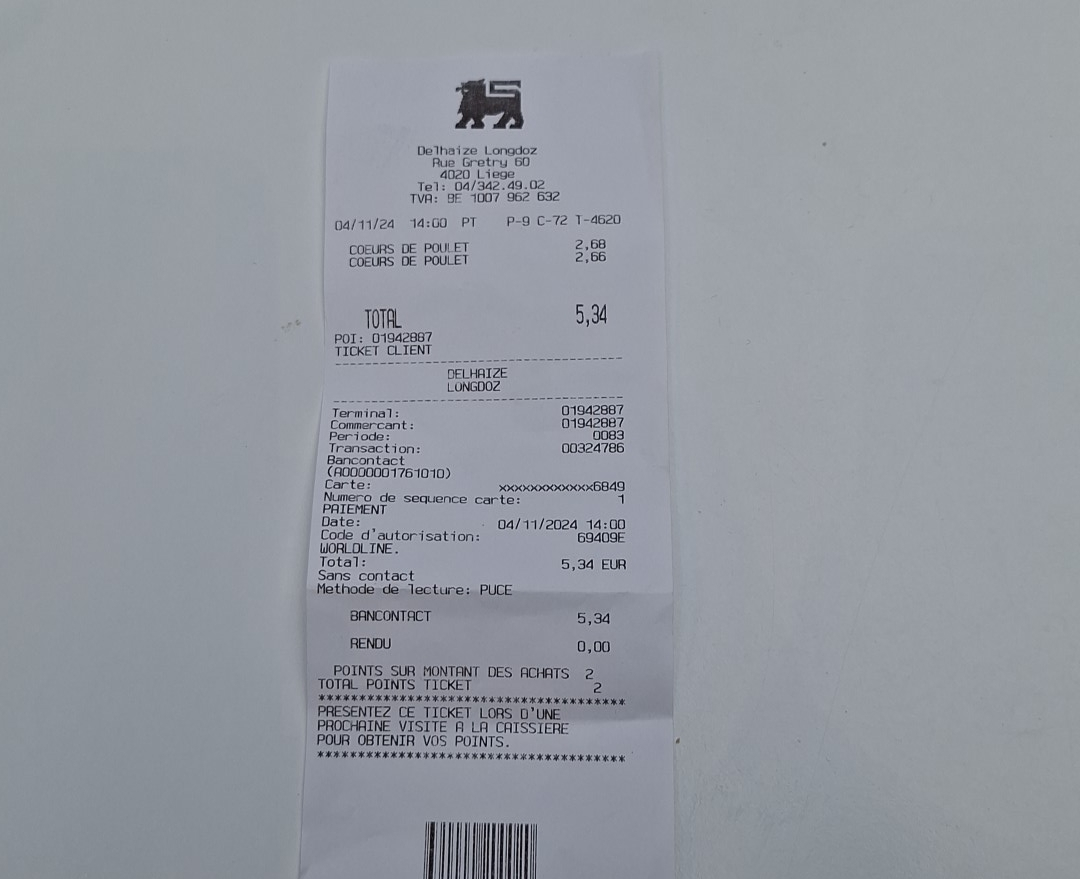 Delhaize Longdoz
Rue Gretry 60
4020 Liege
Tel: 04/342.49.02
TVA: BE 1007 962 632
04/11/24 14:00 PT P-9 C-72 T-4620
COEURS DE POULET 2,68
COEURS DE POULET 2,66
TOTAL 5,34
POI: 01942887
TICKET CLIENT
--------------------------------------
DELHAIZE
LONGDOZ
--------------------------------------
Terminal: 01942887
Commercant: 01942887
Periode: 0083
Transaction: 00324786
Bancontact
(A0000001761010)
Carte: xxxxxxxxxxxxx6849
Numero de sequence carte: 1
PAIEMENT
Date: 04/11/2024 14:00
Code d'autorisation: 69409E
WORLDLINE.
Total: 5,34 EUR
Sans contact
Methode de lecture: PUCE
BANCONTACT 5,34
RENDU 0,00
POINTS SUR MONTANT DES ACHATS 2
TOTAL POINTS TICKET 2
**************************************
PRESENTEZ CE TICKET LORS D'UNE
PROCHAINE VISITE A LA CAISSIERE
POUR OBTENIR VOS POINTS.
**************************************